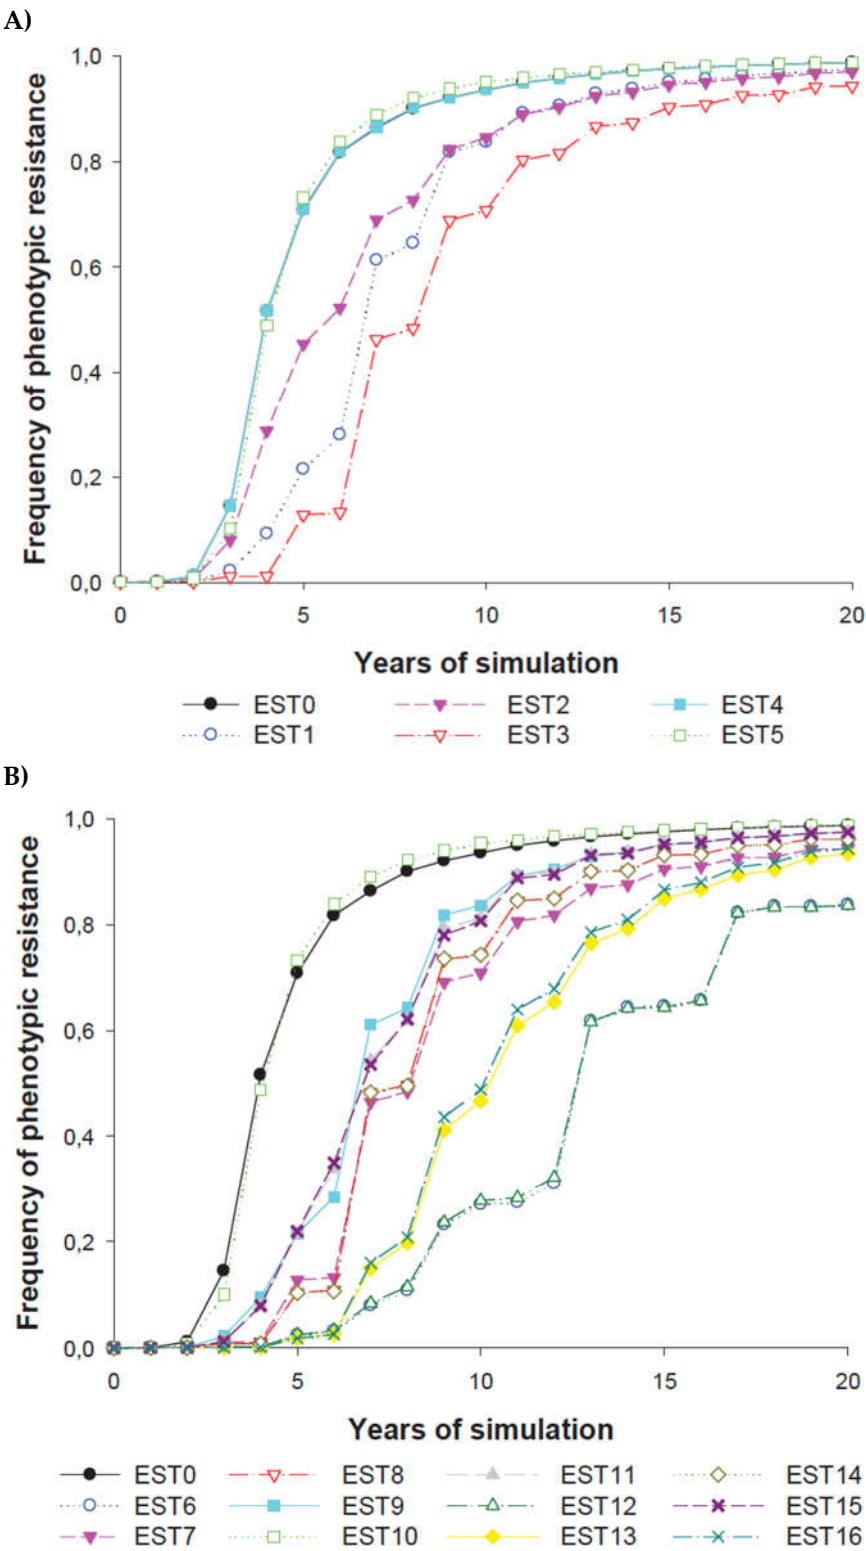 A)
1,0
0,8
0,6
0,4
0,2
0,0
Frequency of phenotypic resistance
0 5 10 15 20
Years of simulation
EST0 EST2 EST4
EST1 EST3 EST5
B)
1,0
0,8
0,6
0,4
0,2
0,0
Frequency of phenotypic resistance
0 5 10 15 20
Years of simulation
EST0 EST8 EST11 EST14
EST6 EST9 EST12 EST15
EST7 EST10 EST13 EST16